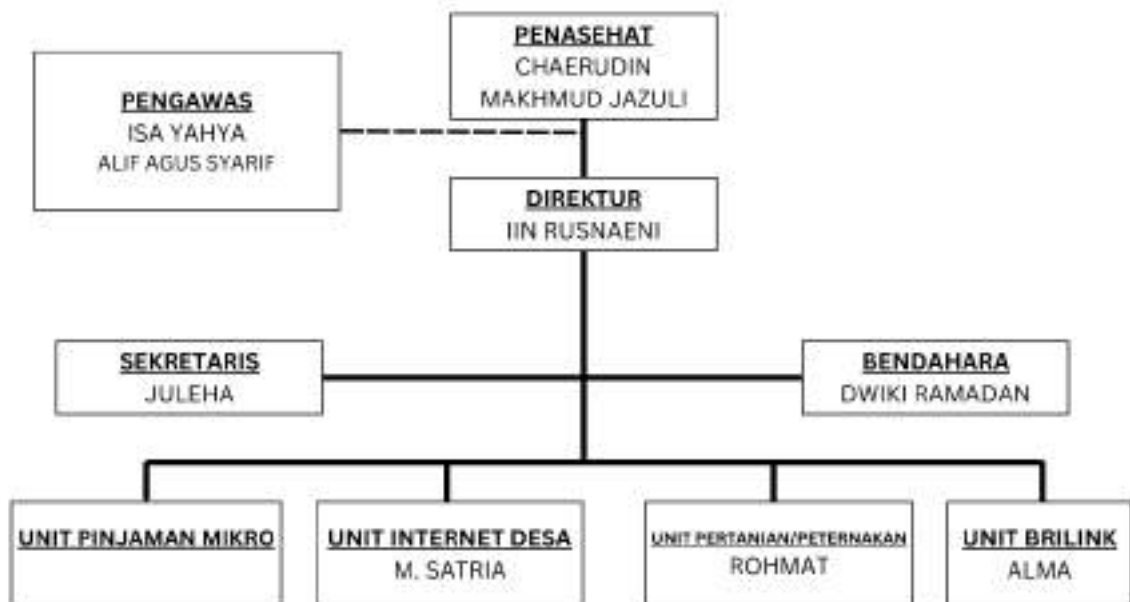 PENASEHAT
CHAERUDIN
MAKHMUD JAZULI
PENGAWAS
ISA YAHYA
ALIF AGUS SYARIF
DIREKTUR
IIN RUSNAENI
SEKRETARIS
JULEHA
BENDAHARA
DWIKI RAMADAN
UNIT PINJAMAN MIKRO
UNIT INTERNET DESA
M. SATRIA
UNIT PERTANIAN/PETERNAKAN
ROHMAT
UNIT BRILINK
ALMA